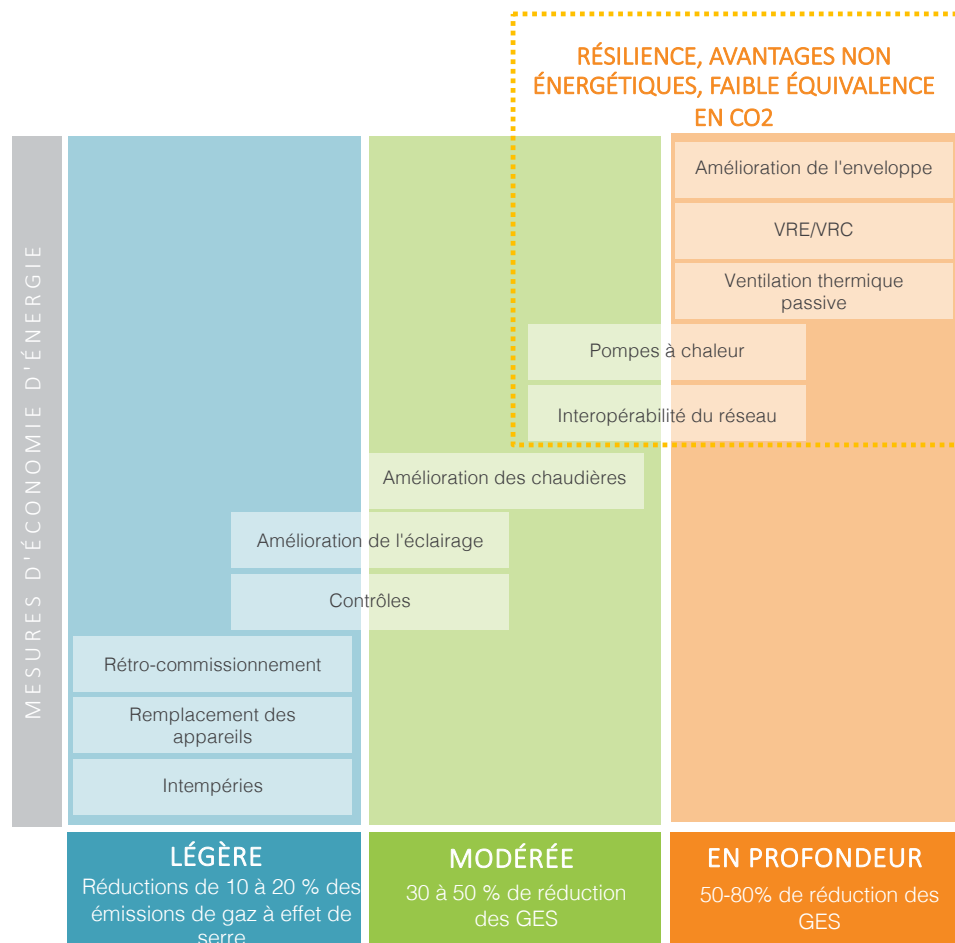 RÉSILIENCE, AVANTAGES NON
ÉNERGÉTIQUES, FAIBLE ÉQUIVALENCE
EN CO2
MESURES D'ÉCONOMIE D'ÉNERGIE
Amélioration de l'enveloppe
VRE/VRC
Ventilation thermique
passive
Pompes à chaleur
Interopérabilité du réseau
Amélioration des chaudières
Amélioration de l'éclairage
Contrôles
Rétro-commissionnement
Remplacement des
appareils
Intempéries
LÉGÈRE
Réductions de 10 à 20 % des
émissions de gaz à effet de
serre
MODÉRÉE
30 à 50 % de réduction
des GES
EN PROFONDEUR
50-80% de réduction des
GES